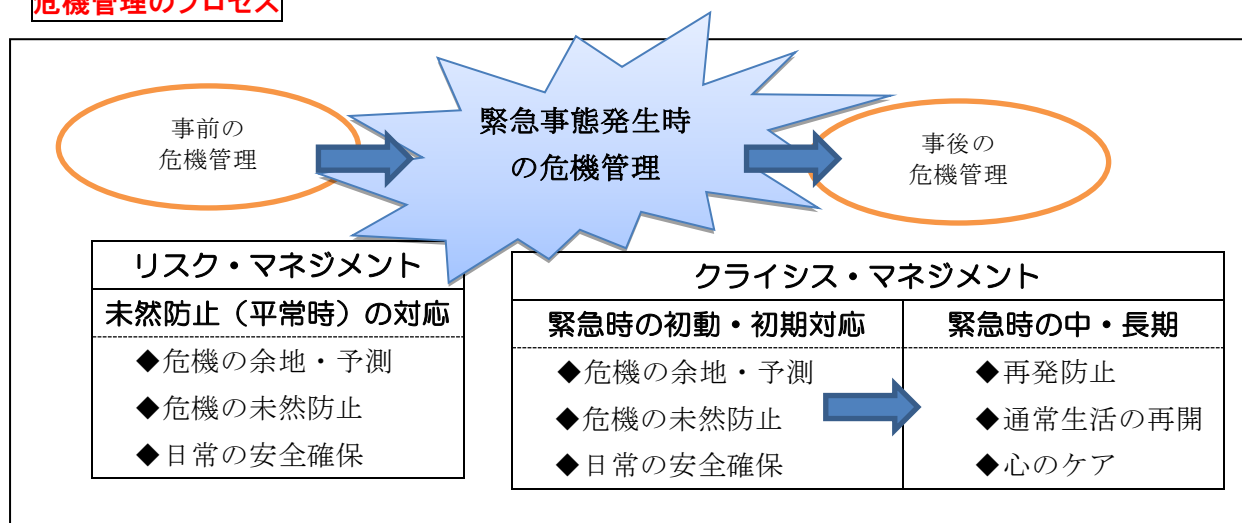 危機管理のプロセス
事前の
危機管理
緊急事態発生時
の危機管理
事後の
危機管理
リスク・マネジメント
未然防止（平常時）の対応
◆危機の余地・予測
◆危機の未然防止
◆日常の安全確保
クライシス・マネジメント
緊急時の初動・初期対応
◆危機の余地・予測
◆危機の未然防止
◆日常の安全確保
緊急時の中・長期
◆再発防止
◆通常生活の再開
◆心のケア